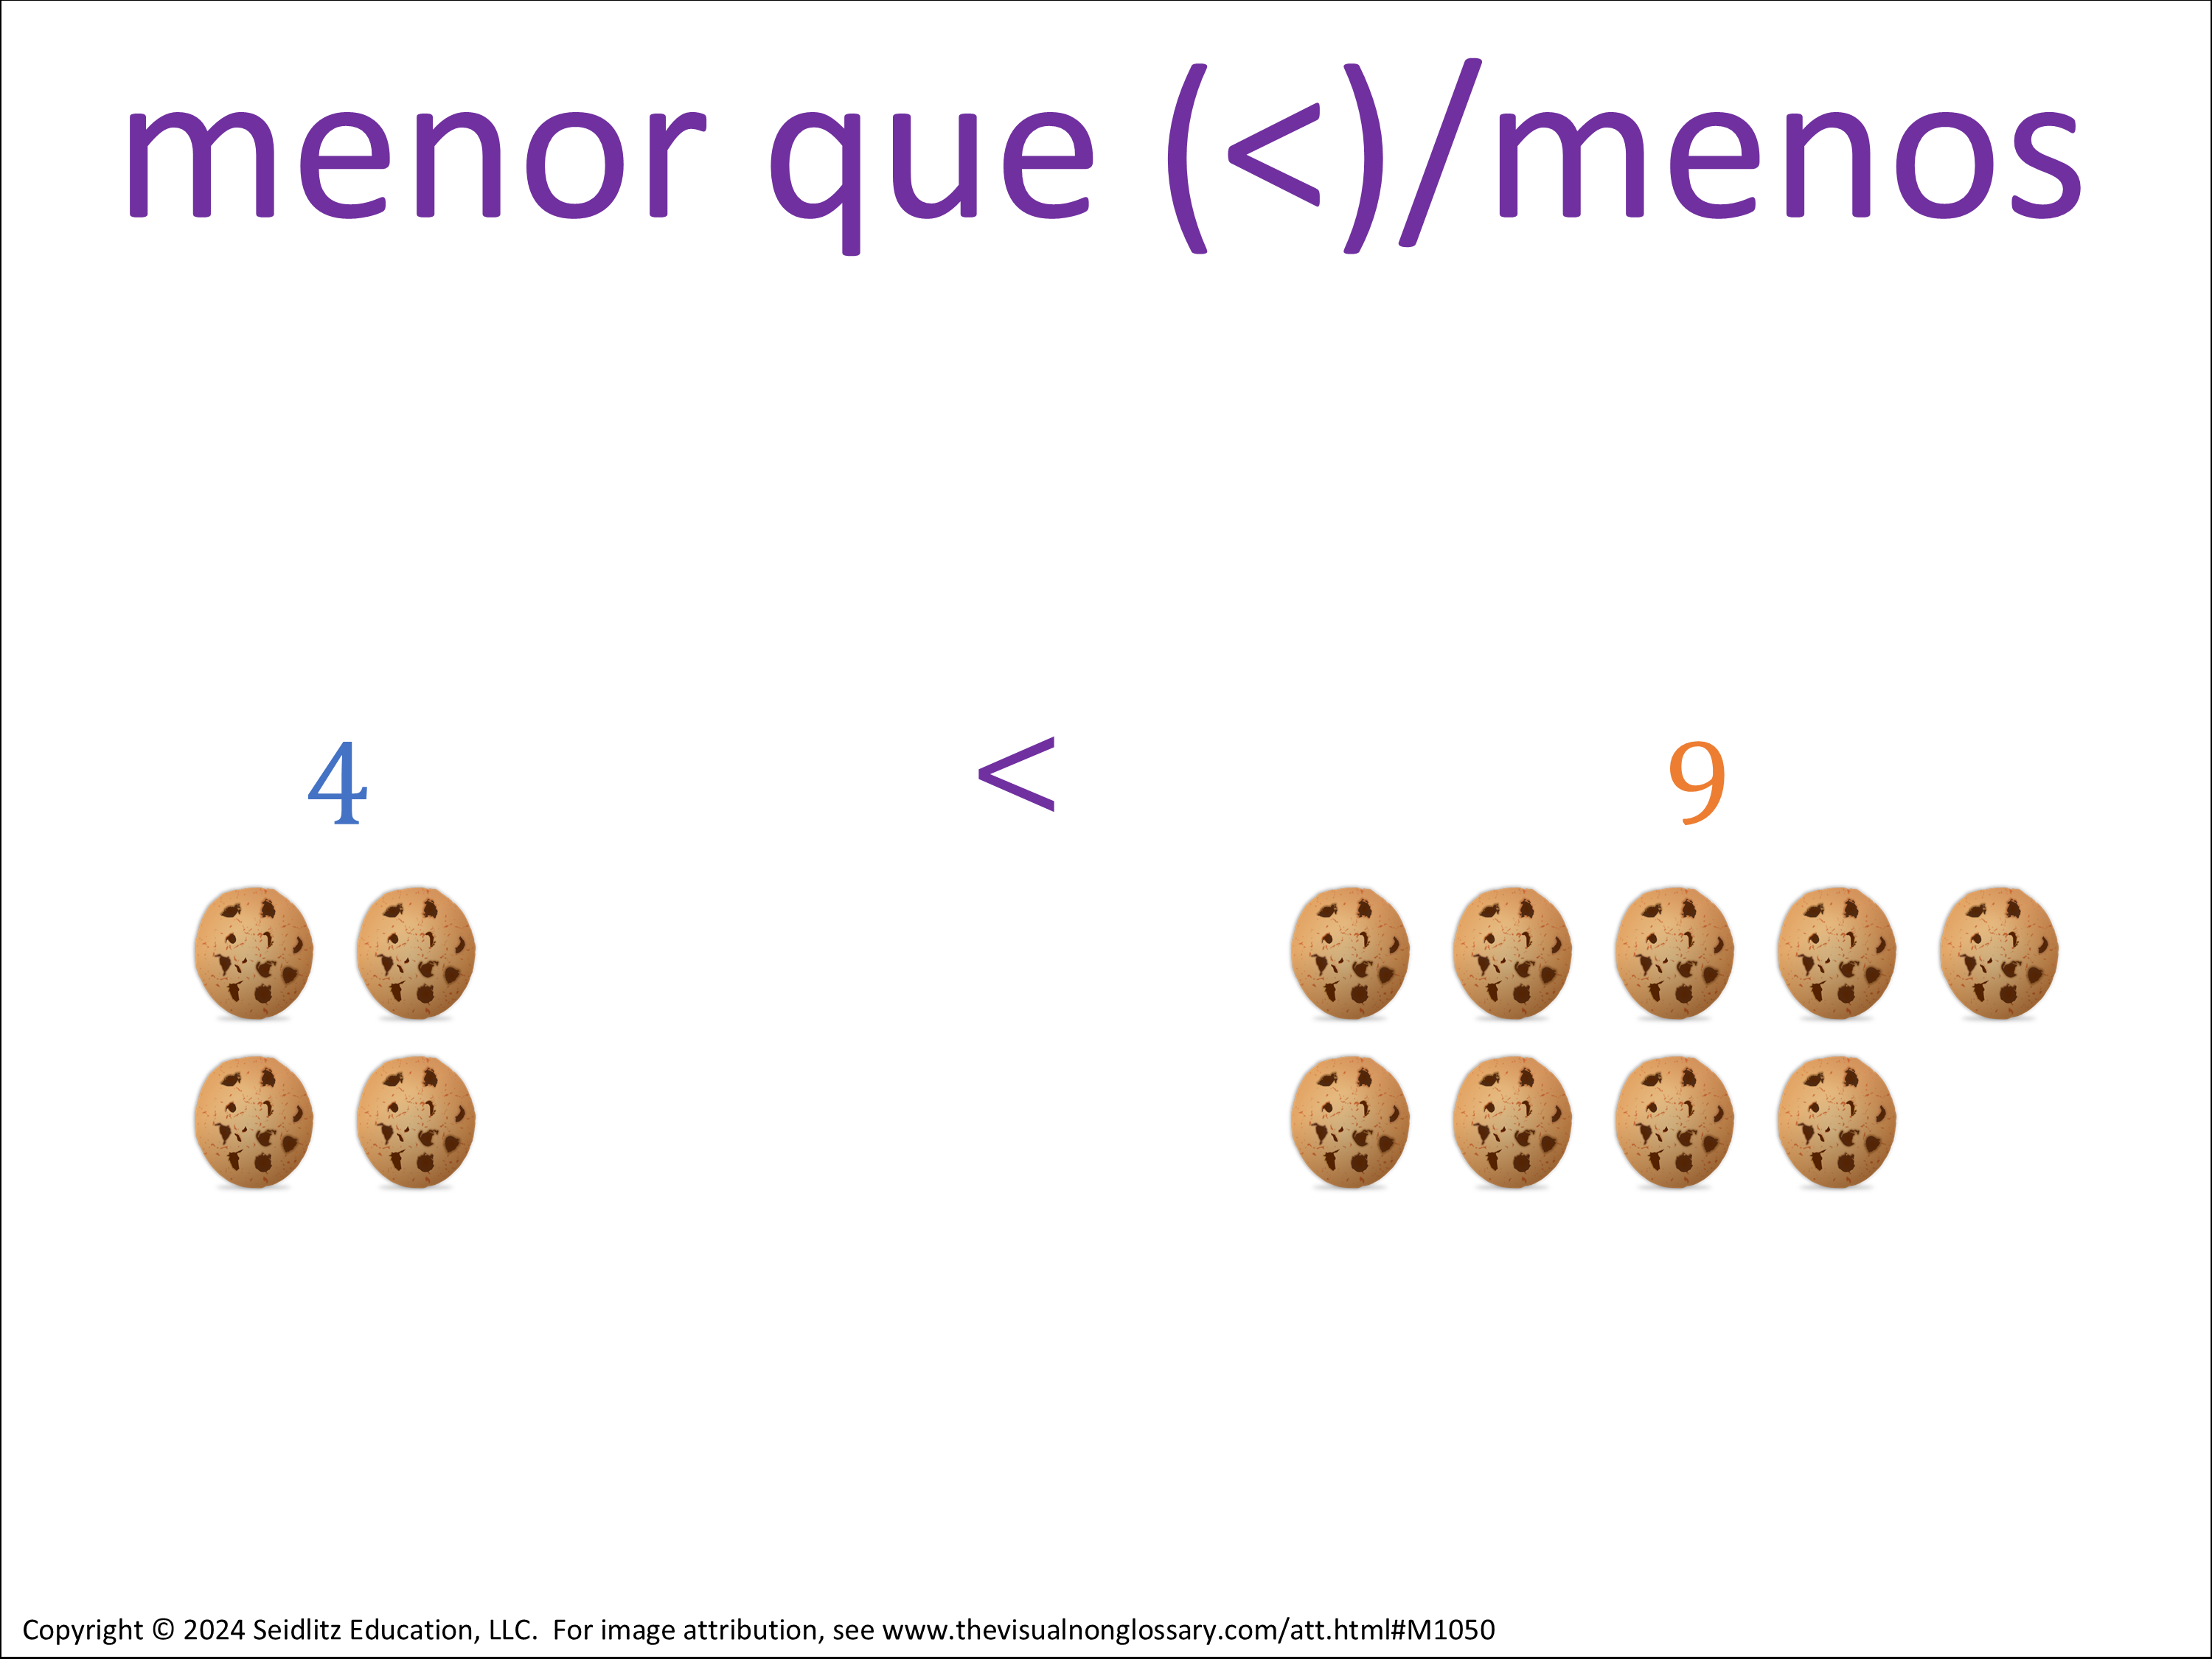 menor que (<)/menos
4 < 9
Copyright © 2024 Seidlitz Education, LLC.  For image attribution, see www.thevisualnonglossary.com/att.html#M1050